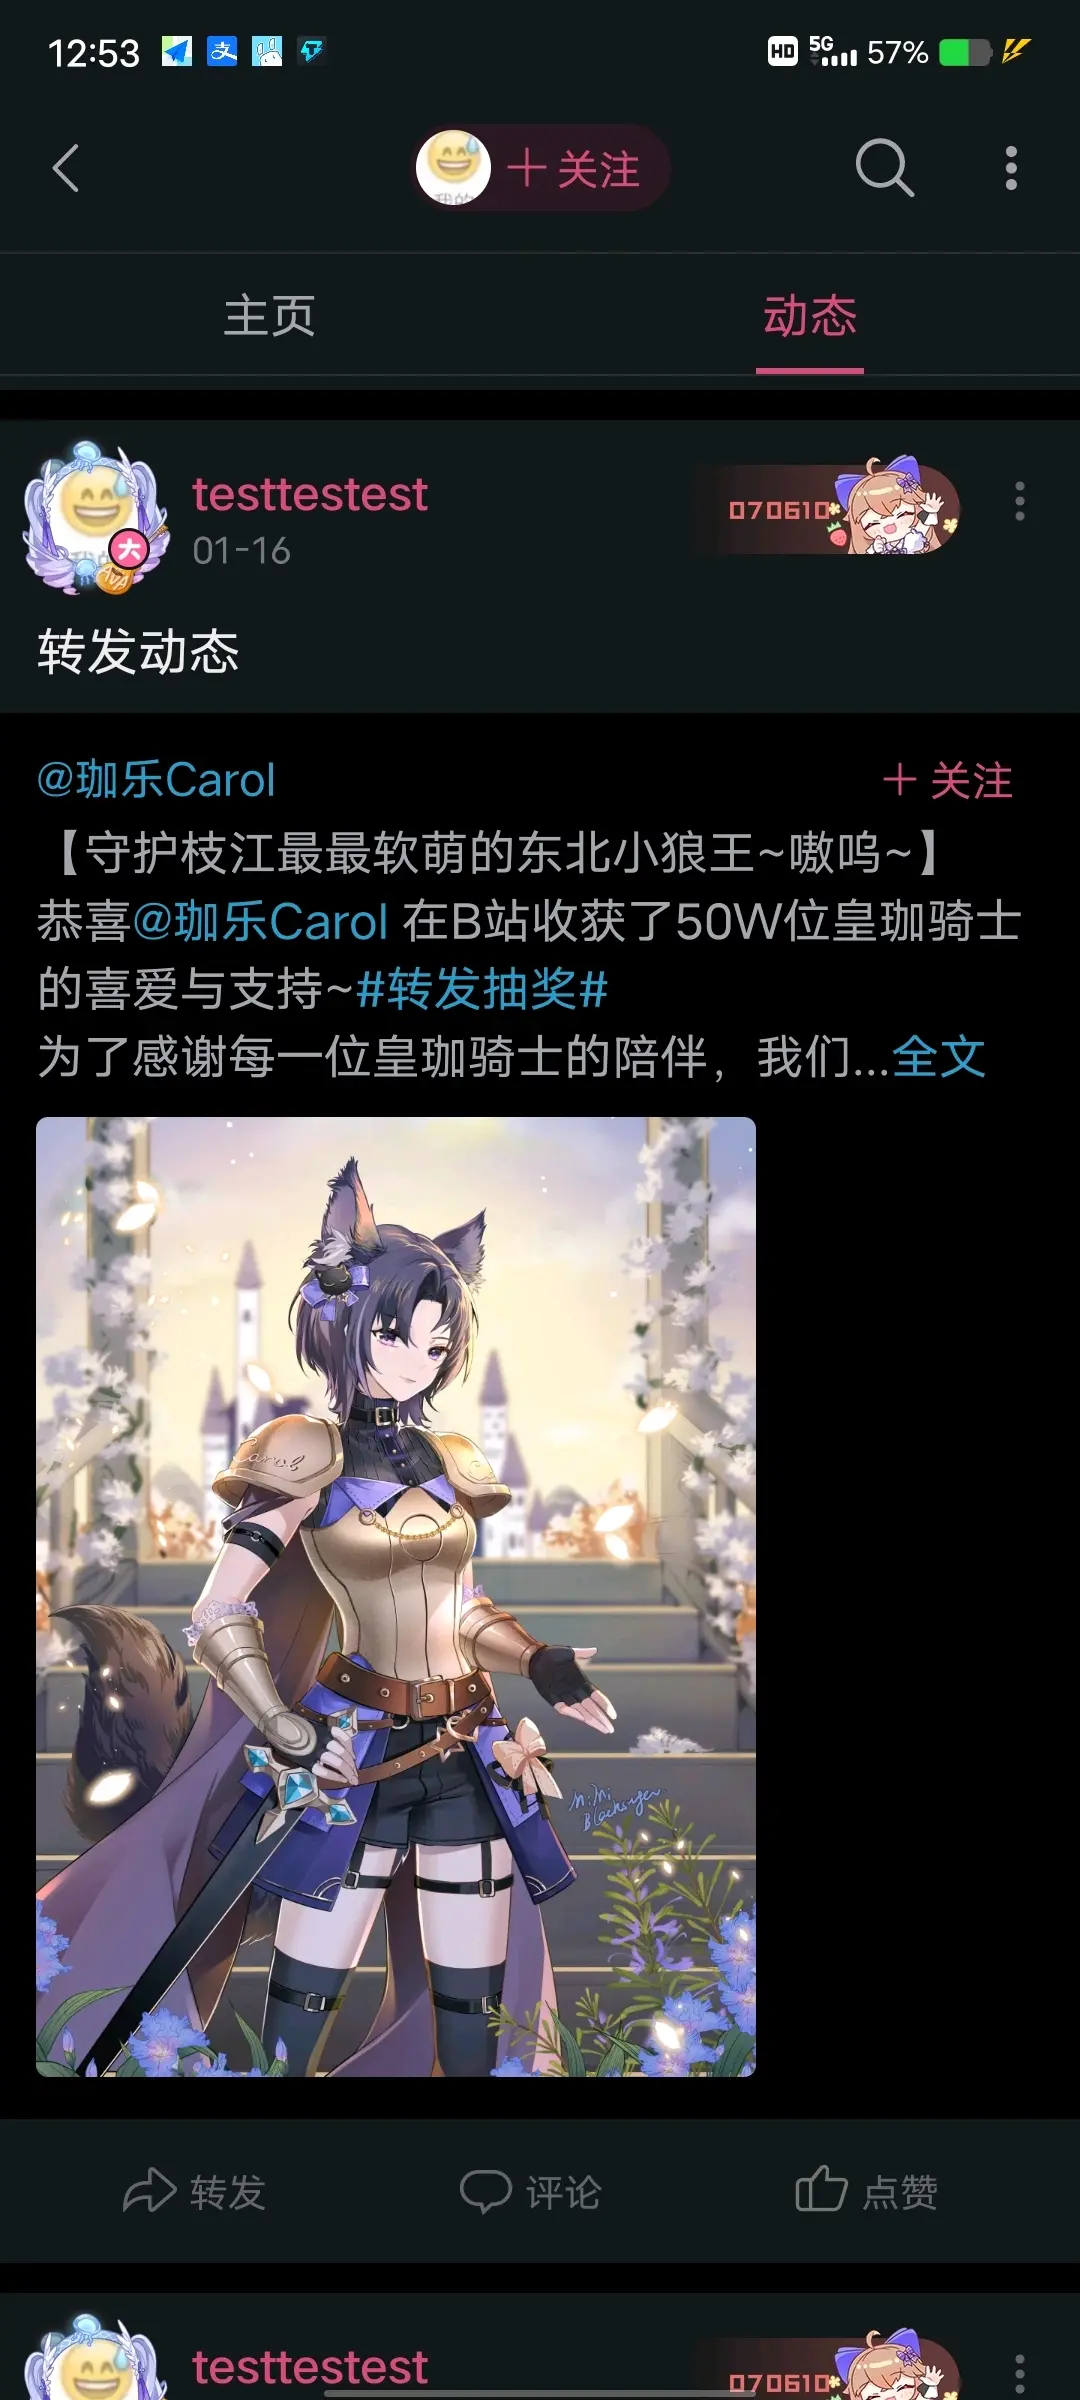 12:53
HD 5G 57%
+ 关注
主页
动态
testtestest
070610
01-16
转发动态
@珈乐Carol
+ 关注
【守护枝江最最软萌的东北小狼王~嗷呜~】
恭喜@珈乐Carol 在B站收获了50W位皇珈骑士
的喜爱与支持~#转发抽奖#
为了感谢每一位皇珈骑士的陪伴，我们...全文
Carol
转发
评论
点赞
testtestest
070610